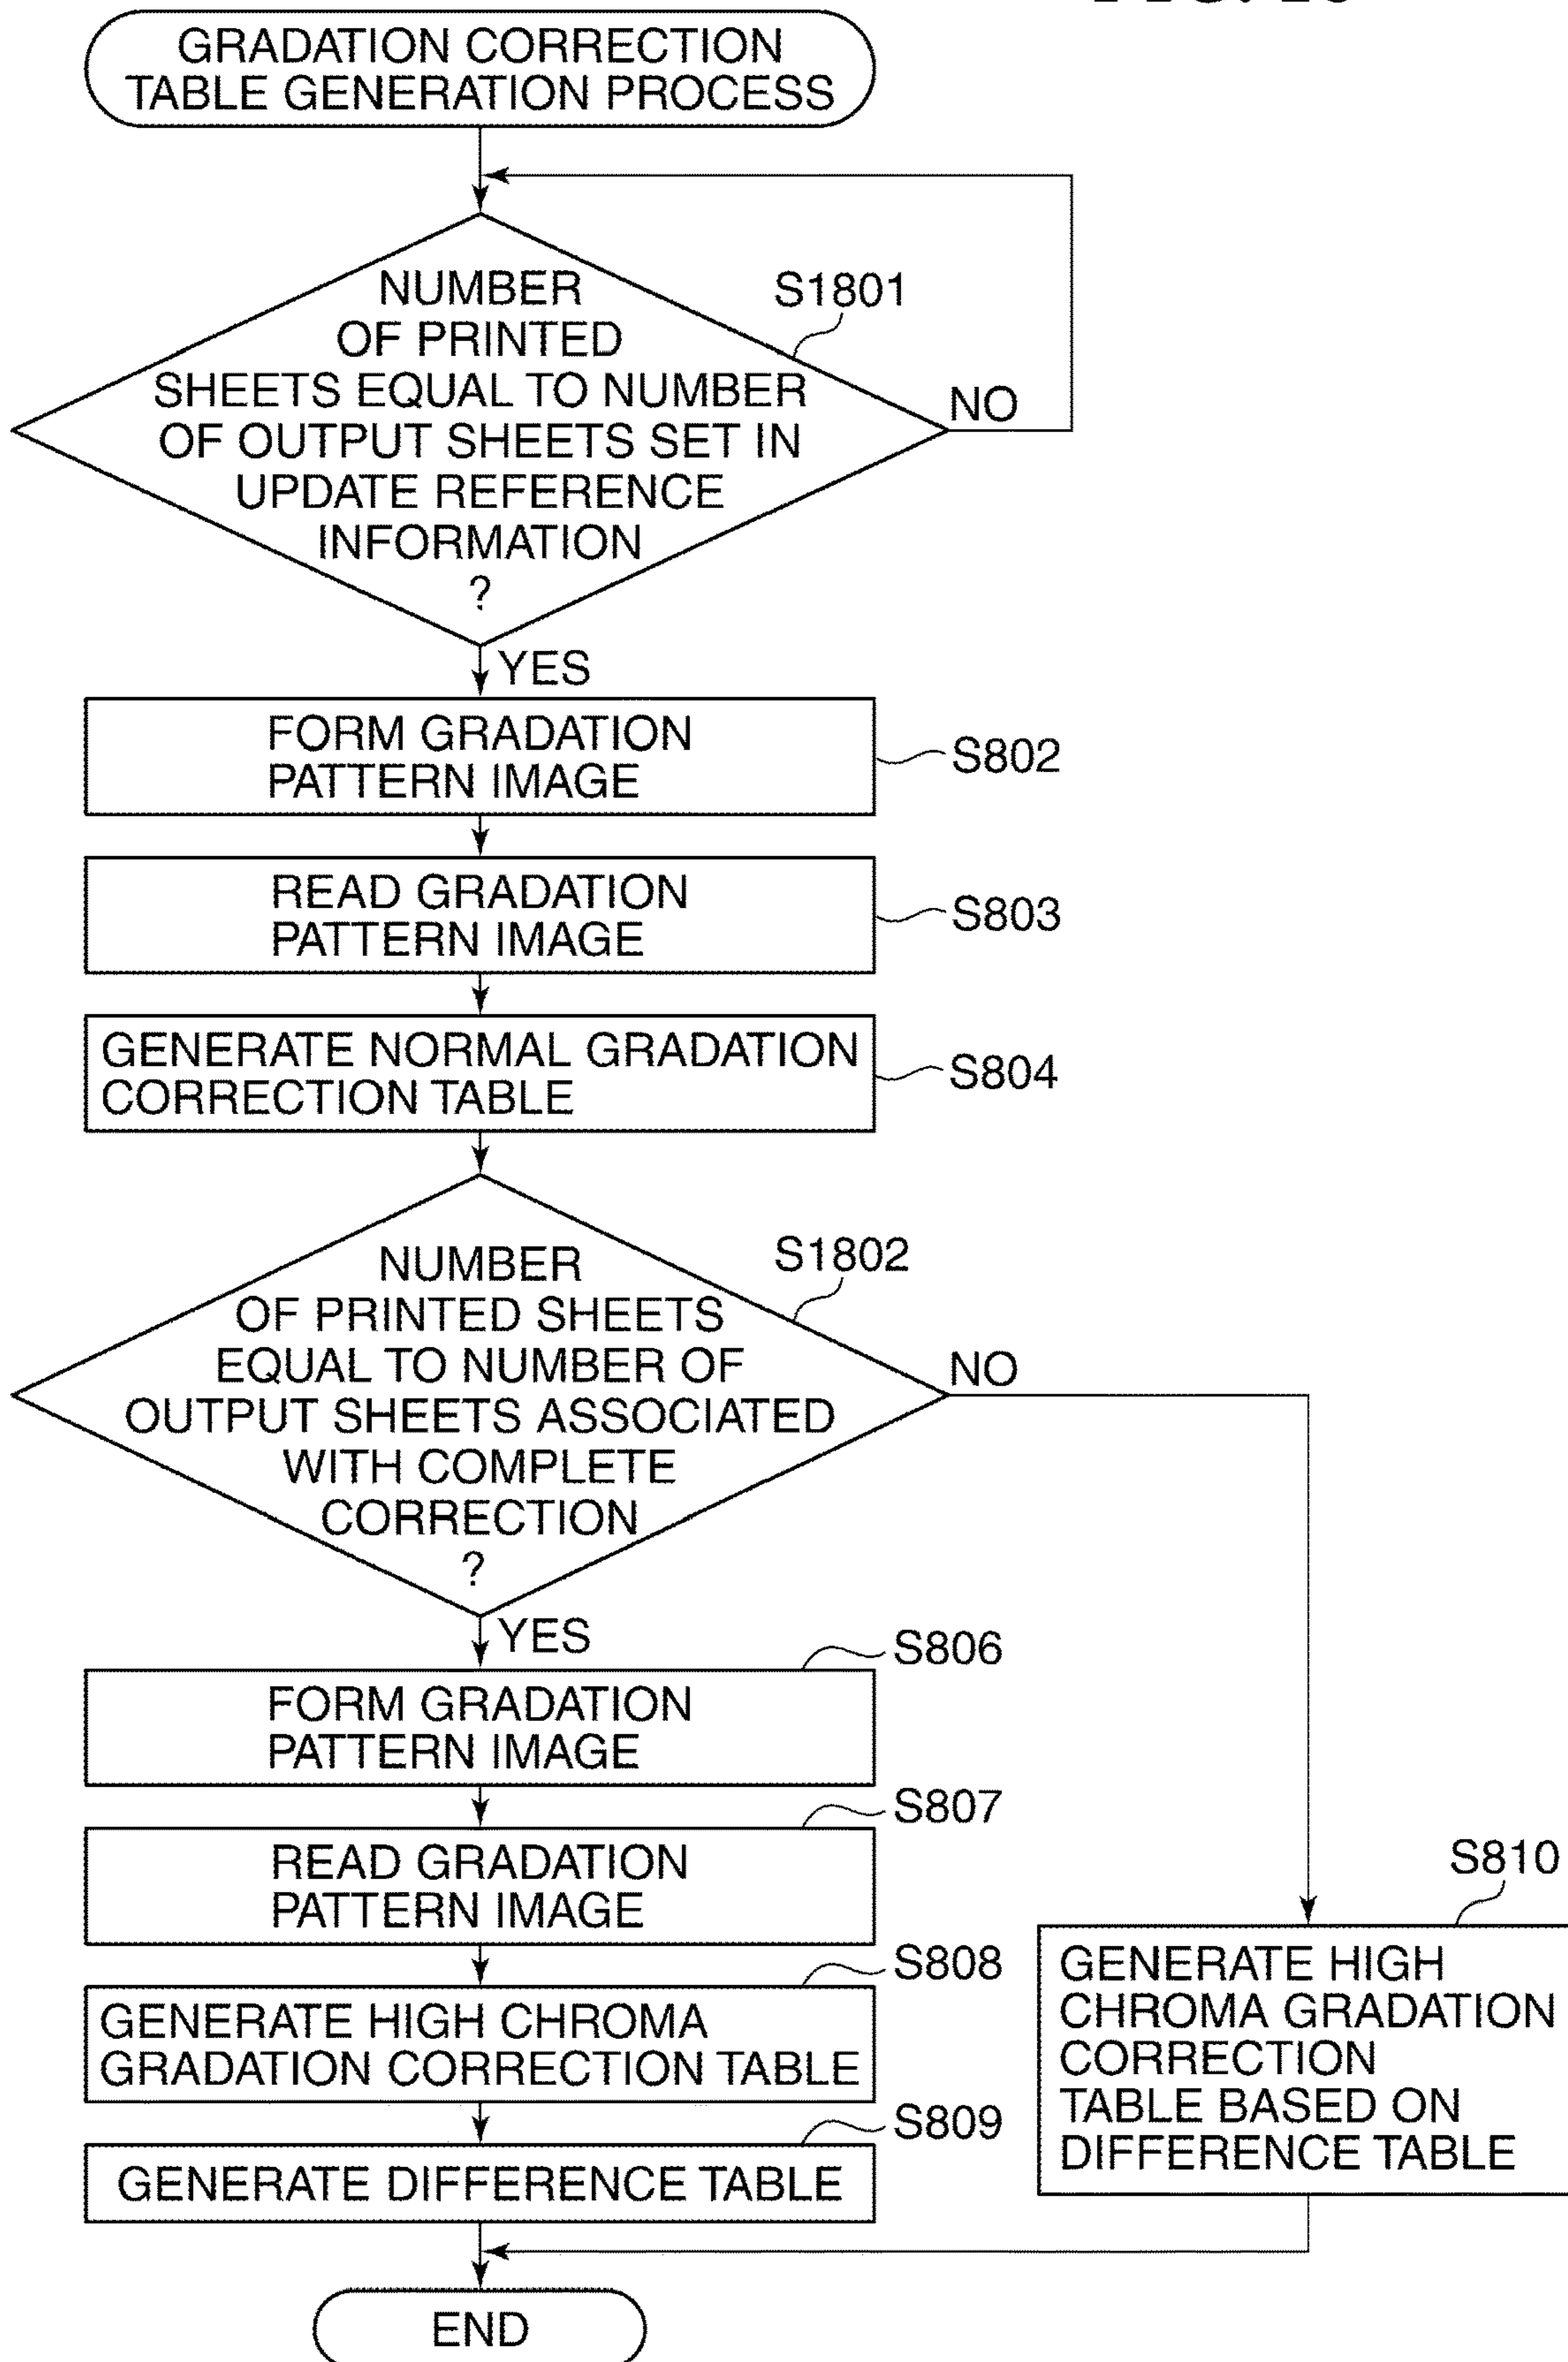 GRADATION CORRECTION
TABLE GENERATION PROCESS
S1801
NUMBER
OF PRINTED
SHEETS EQUAL TO NUMBER
OF OUTPUT SHEETS SET IN
UPDATE REFERENCE
INFORMATION
?
NO
YES
FORM GRADATION
PATTERN IMAGE
S802
READ GRADATION
PATTERN IMAGE
S803
GENERATE NORMAL GRADATION
CORRECTION TABLE
S804
S1802
NUMBER
OF PRINTED SHEETS
EQUAL TO NUMBER OF
OUTPUT SHEETS ASSOCIATED
WITH COMPLETE
CORRECTION
?
NO
YES
S806
FORM GRADATION
PATTERN IMAGE
S807
READ GRADATION
PATTERN IMAGE
S808
GENERATE HIGH CHROMA
GRADATION CORRECTION TABLE
S809
GENERATE DIFFERENCE TABLE
S810
GENERATE HIGH
CHROMA GRADATION
CORRECTION
TABLE BASED ON
DIFFERENCE TABLE
END